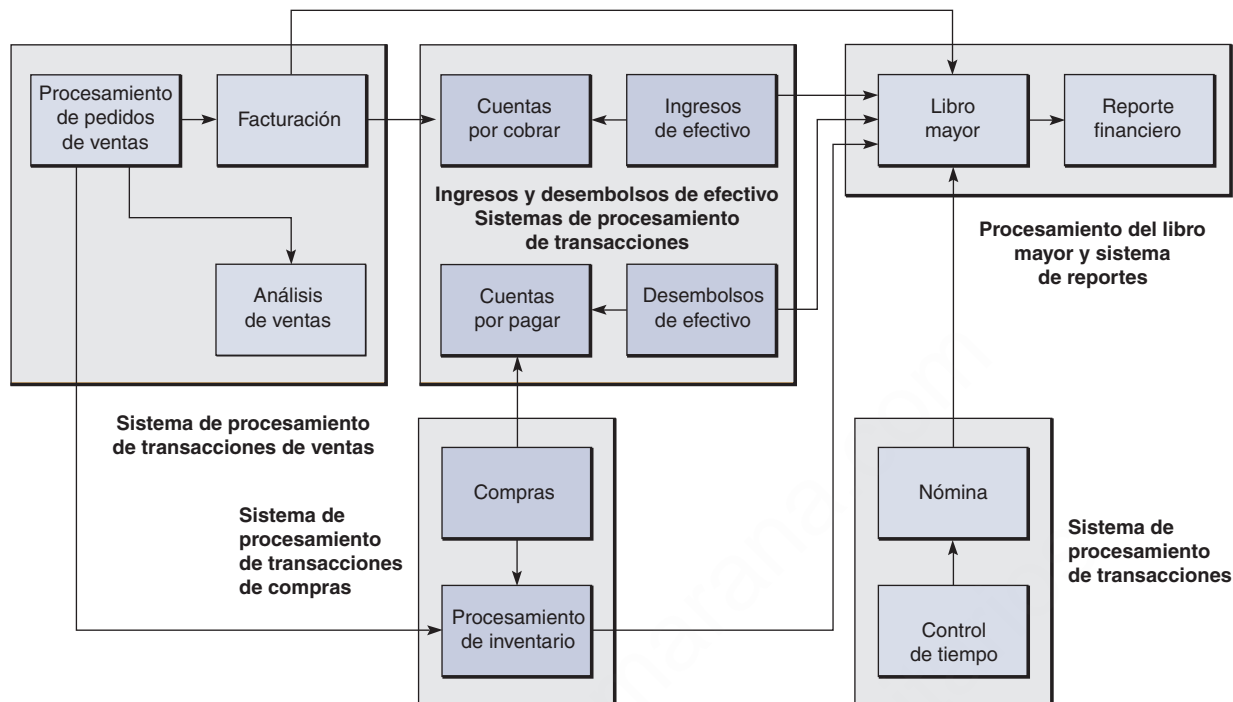 Procesamiento
de pedidos
de ventas
Facturación
Análisis
de ventas
Sistema de procesamiento
de transacciones de ventas
Cuentas
por cobrar
Ingresos
de efectivo
Ingresos y desembolsos de efectivo
Sistemas de procesamiento
de transacciones
Cuentas
por pagar
Desembolsos
de efectivo
Libro
mayor
Reporte
financiero
Procesamiento del libro
mayor y sistema
de reportes
Compras
Procesamiento
de inventario
Sistema de
procesamiento
de transacciones
de compras
Nómina
Control
de tiempo
Sistema de
procesamiento
de transacciones